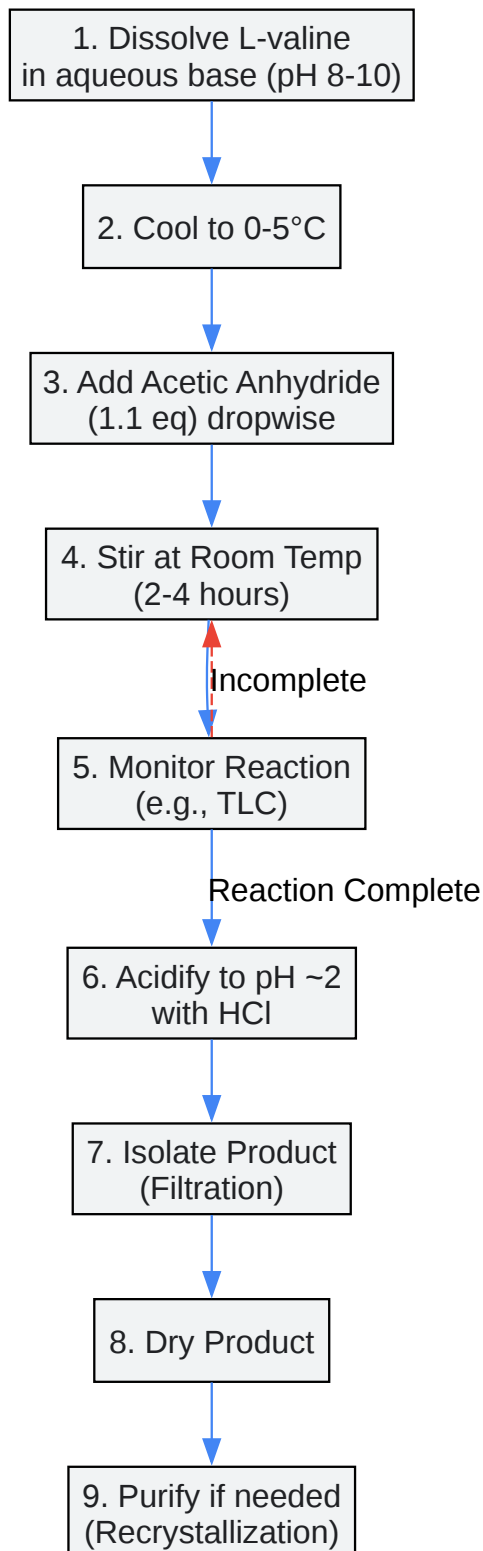 1. Dissolve L-valine
in aqueous base (pH 8-10)
2. Cool to 0-5°C
3. Add Acetic Anhydride
(1.1 eq) dropwise
4. Stir at Room Temp
(2-4 hours)
Incomplete
5. Monitor Reaction
(e.g., TLC)
Reaction Complete
6. Acidify to pH ~2
with HCl
7. Isolate Product
(Filtration)
8. Dry Product
9. Purify if needed
(Recrystallization)